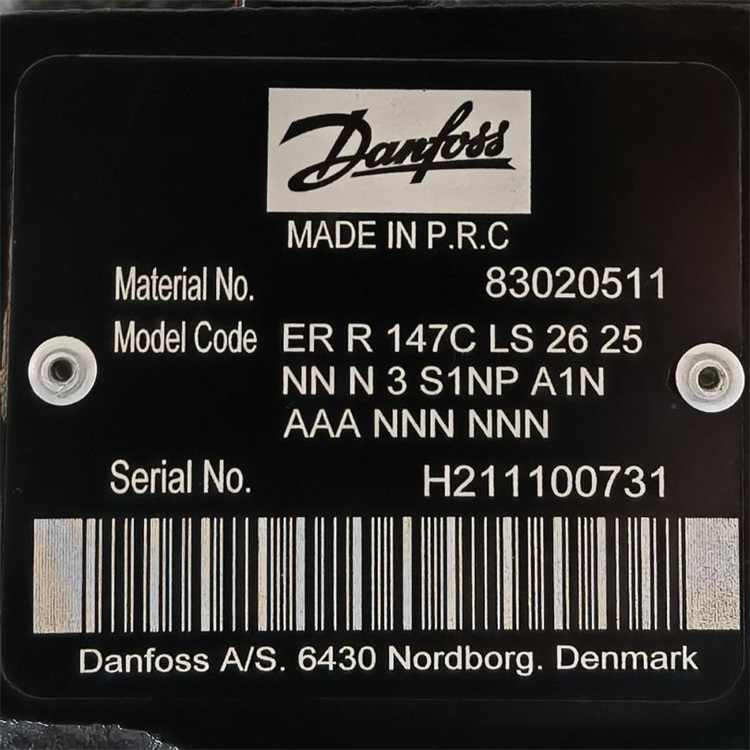 Danfoss
MADE IN P.R.C
Material No. 83020511
Model Code ER R 147C LS 26 25
NN N 3 S1NP A1N
AAA NNN NNN
Serial No. H211100731
Danfoss A/S. 6430 Nordborg. Denmark